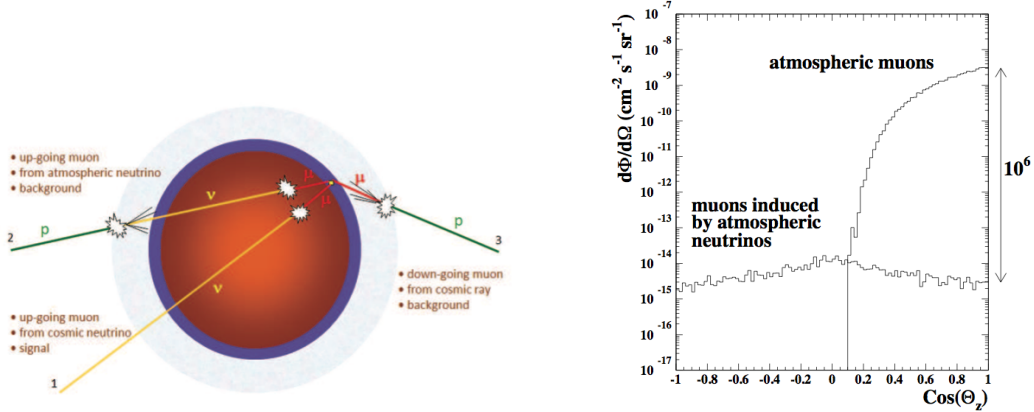 • up-going muon
• from atmospheric neutrino
• background
ν
μ
μ
μ
p
2
p
3
ν
• down-going muon
• from cosmic ray
• background
• up-going muon
• from cosmic neutrino
• signal
1
dΦ/dΩ (cm⁻² s⁻¹ sr⁻¹)
10⁻⁷
10⁻⁸
10⁻⁹
10⁻¹⁰
10⁻¹¹
10⁻¹²
10⁻¹³
10⁻¹⁴
10⁻¹⁵
10⁻¹⁶
10⁻¹⁷
atmospheric muons
muons induced
by atmospheric
neutrinos
10⁶
-1 -0.8 -0.6 -0.4 -0.2 0 0.2 0.4 0.6 0.8 1
Cos(Θz)